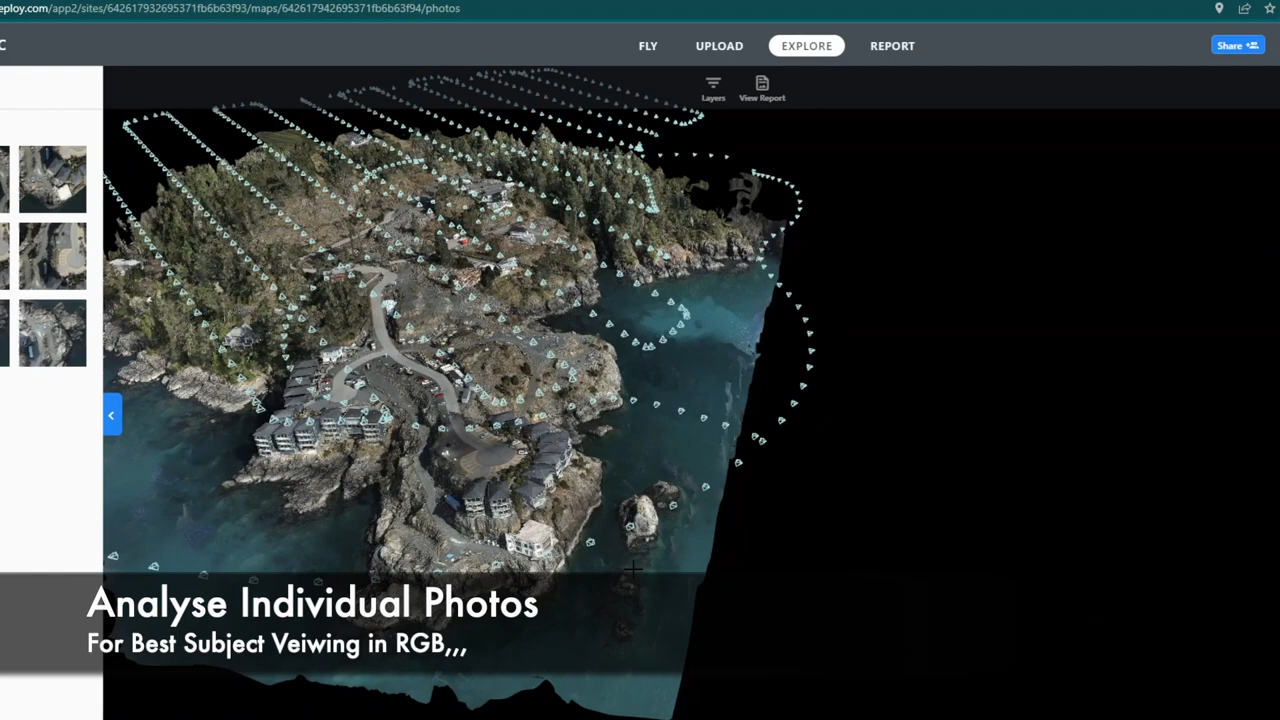 eploy.com/app2/sites/642617932695371fb6b63f93/maps/642617942695371fb6b63f94/photos
C
FLY
UPLOAD
EXPLORE
REPORT
Share
Layers
View Report
Analyse Individual Photos
For Best Subject Veiwing in RGB,,,